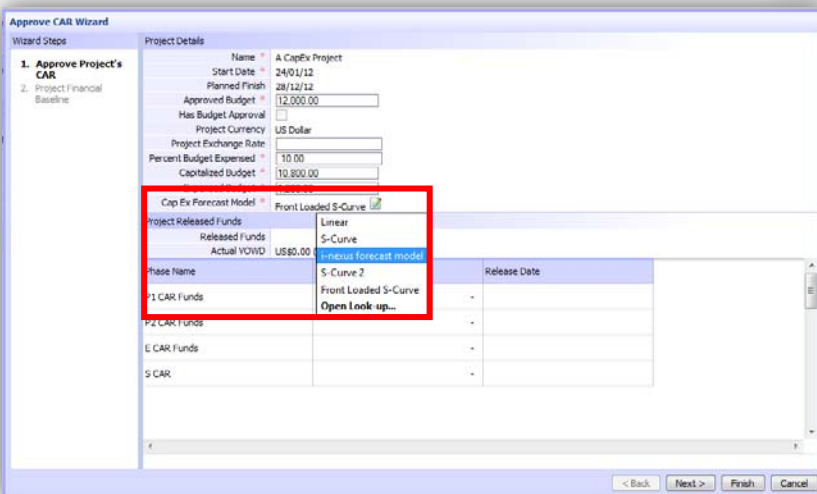 Approve CAR Wizard
Wizard Steps
Project Details
1. Approve Project's
CAR
2. Project Financial
Baseline
Name * A CapEx Project
Start Date * 24/01/12
Planned Finish 28/12/12
Approved Budget * 12,000.00
Has Budget Approval
Project Currency US Dollar
Project Exchange Rate
Percent Budget Expensed * 10.00
Capitalized Budget * 10,800.00
Cap Ex Forecast Model * Front Loaded S-Curve
Project Released Funds
Released Funds
Actual VOWD US$0.00
Linear
S-Curve
i-nexus forecast model
S-Curve 2
Front Loaded S-Curve
Open Look-up...
Phase Name Release Date
P1 CAR Funds -
P2 CAR Funds -
E CAR Funds -
S CAR -
< Back Next > Finish Cancel